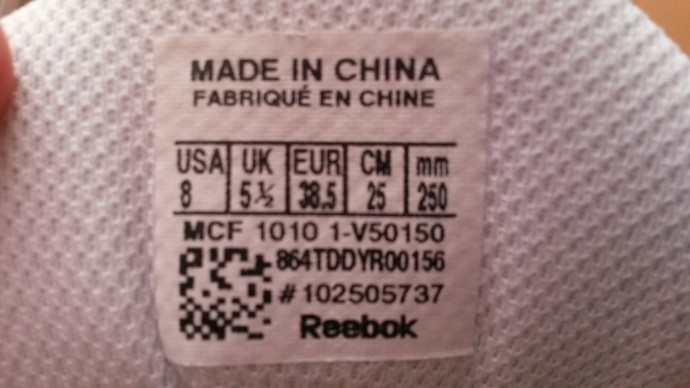 MADE IN CHINA
FABRIQUÉ EN CHINE
USA UK EUR CM mm
8 5½ 38,5 25 250
MCF 1010 1-V50150
864TDDYR00156
#102505737
Reebok